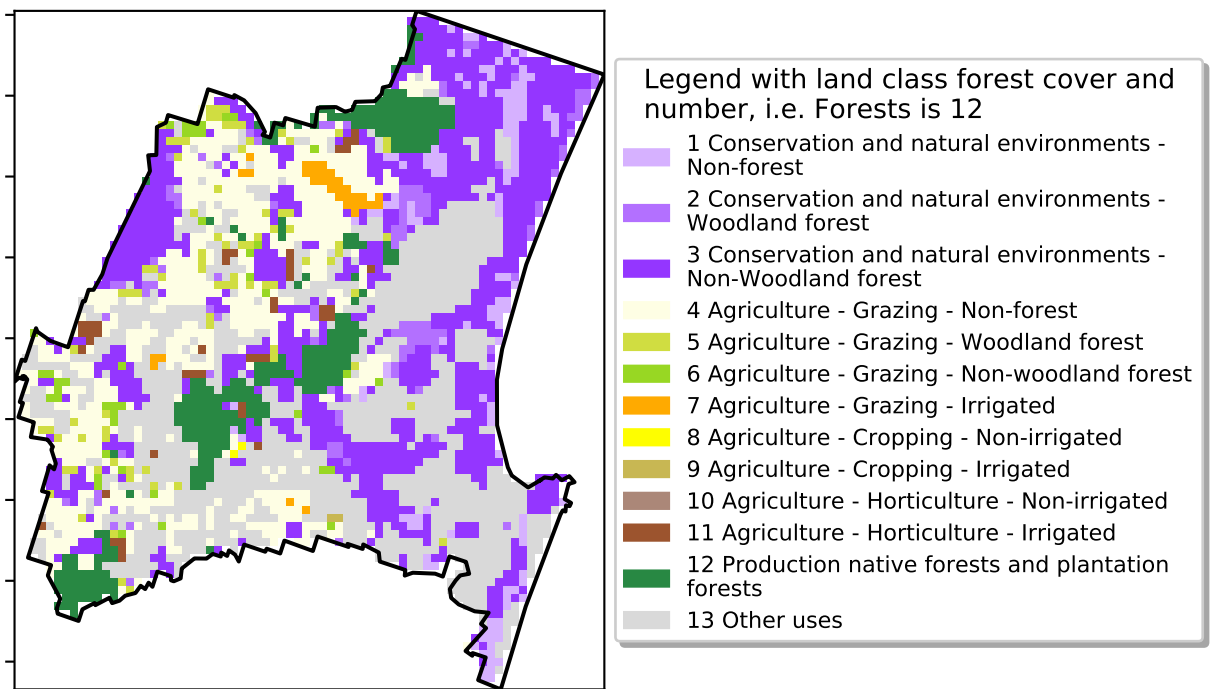 Legend with land class forest cover and
number, i.e. Forests is 12
1 Conservation and natural environments -
Non-forest
2 Conservation and natural environments -
Woodland forest
3 Conservation and natural environments -
Non-Woodland forest
4 Agriculture - Grazing - Non-forest
5 Agriculture - Grazing - Woodland forest
6 Agriculture - Grazing - Non-woodland forest
7 Agriculture - Grazing - Irrigated
8 Agriculture - Cropping - Non-irrigated
9 Agriculture - Cropping - Irrigated
10 Agriculture - Horticulture - Non-irrigated
11 Agriculture - Horticulture - Irrigated
12 Production native forests and plantation
forests
13 Other uses